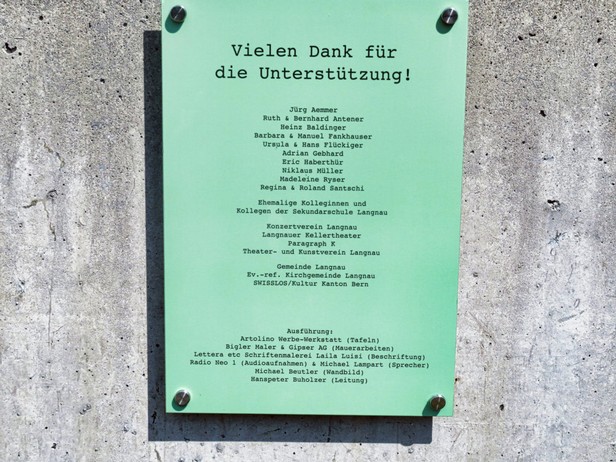 Vielen Dank für
die Unterstützung!
Jürg Aemmer
Ruth & Bernhard Antener
Heinz Baldinger
Barbara & Manuel Fankhauser
Ursula & Hans Flückiger
Adrian Gebhard
Eric Haberthür
Niklaus Müller
Madeleine Ryser
Regina & Roland Santschi
Ehemalige Kolleginnen und
Kollegen der Sekundarschule Langnau
Konzertverein Langnau
Langnauer Kellertheater
Paragraph K
Theater- und Kunstverein Langnau
Gemeinde Langnau
Ev.-ref. Kirchgemeinde Langnau
SWISSLOS/Kultur Kanton Bern
Ausführung:
Artolino Werbe-Werkstatt (Tafeln)
Bigler Maler & Gipser AG (Mauerarbeiten)
Lettera etc Schriftenmalerei Laila Luisi (Beschriftung)
Radio Neo 1 (Audioaufnahmen) & Michael Lampart (Sprecher)
Michael Beutler (Wandbild)
Hanspeter Buholzer (Leitung)